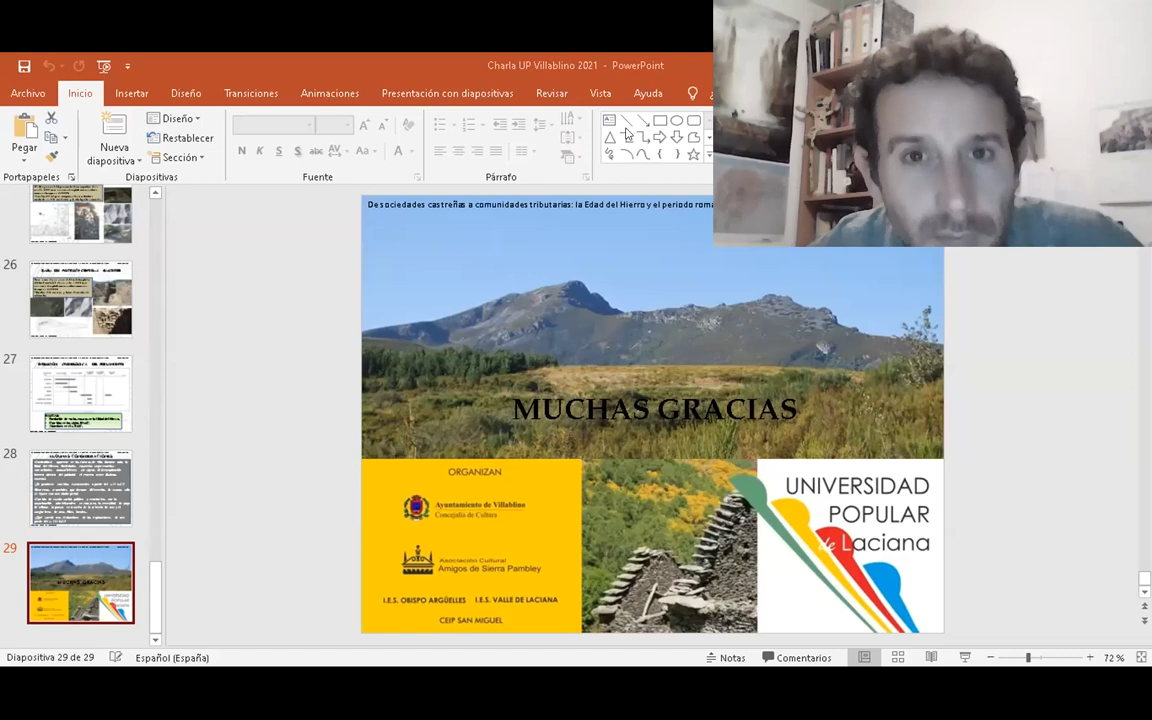 Charla UP Villablino 2021 - PowerPoint
Archivo Inicio Insertar Diseño Transiciones Animaciones Presentación con diapositivas Revisar Vista Ayuda
Pegar
Nueva
diapositiva
Diseño
Sección
N K S abc AV Aa A
Portapapeles Diapositivas Fuente Párrafo
26
27
28
29
De sociedades castreñas a comunidades tributarias: la Edad del Hierro y el periodo roma
MUCHAS GRACIAS
ORGANIZAN
Ayuntamiento de Villablino
Concejalía de Cultura
Asociación Cultural
Amigos de Sierra Pambley
I.E.S. OBISPO ARGÜELLES I.E.S. VALLE DE LACIANA
CEIP SAN MIGUEL
UNIVERSIDAD
POPULAR
de Laciana
Diapositiva 29 de 29 Español (España) Notas Comentarios 72 %